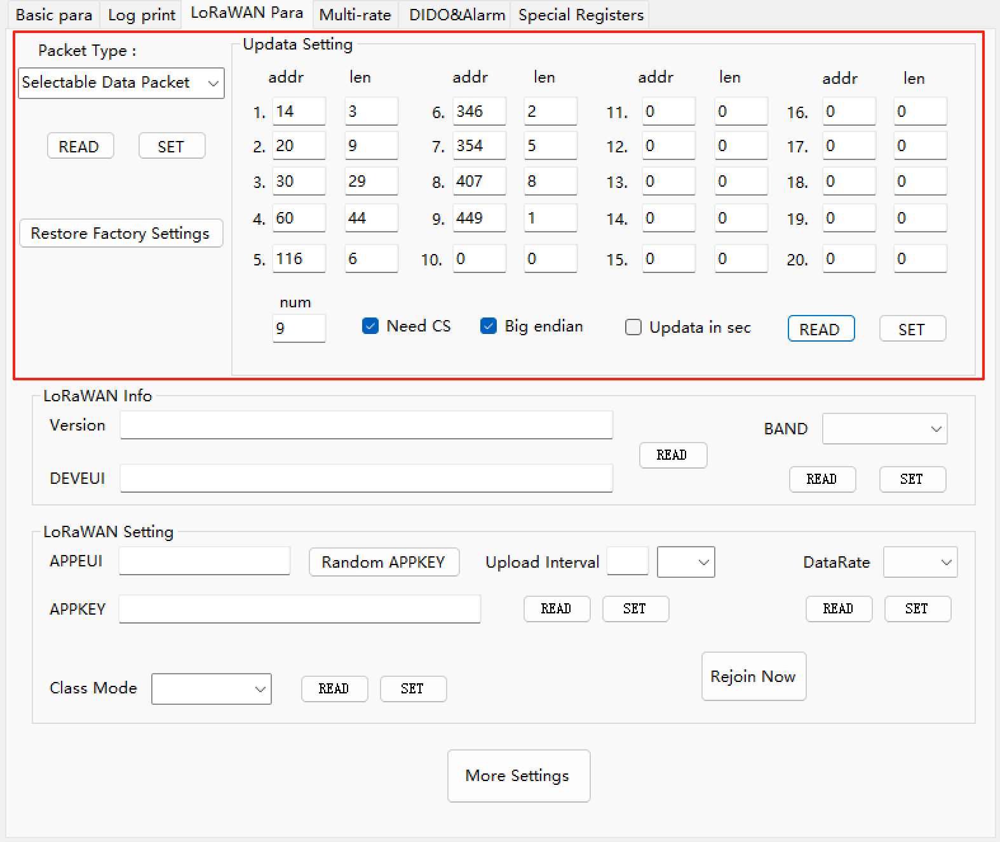 Basic para Log print LoRaWAN Para Multi-rate DIDO&Alarm Special Registers
Packet Type :
Selectable Data Packet
READ SET
Restore Factory Settings
Updata Setting
addr len addr len addr len addr len
1. 14 3 6. 346 2 11. 0 0 16. 0 0
2. 20 9 7. 354 5 12. 0 0 17. 0 0
3. 30 29 8. 407 8 13. 0 0 18. 0 0
4. 60 44 9. 449 1 14. 0 0 19. 0 0
5. 116 6 10. 0 0 15. 0 0 20. 0 0
num
9 Need CS Big endian Updata in sec READ SET
LoRaWAN Info
Version BAND
READ
DEVEUI READ SET
LoRaWAN Setting
APPEUI Random APPKEY Upload Interval DataRate
APPKEY READ SET READ SET
Class Mode READ SET Rejoin Now
More Settings